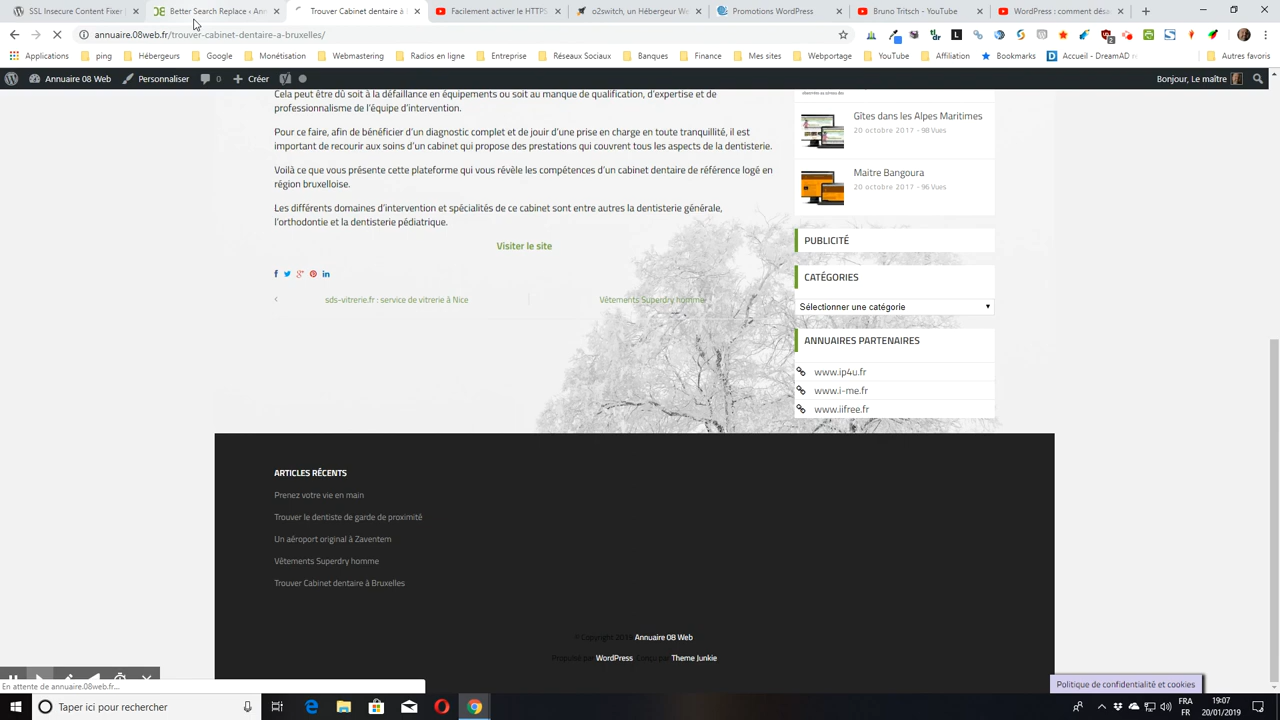 SSL Insecure Content Fixer
Better Search Replace ‹ Ann
Trouver Cabinet dentaire à
Facilement activer le HTTPS
o2switch, un Hébergeur We
Promotions WordPress
Bruno Tritsch - YouTube
WordPress : comment désa
annuaire.08web.fr/trouver-cabinet-dentaire-a-bruxelles/
Applications
ping
Hébergeurs
Google
Monétisation
Webmastering
Radios en ligne
Entreprise
Réseaux Sociaux
Banques
Finance
Mes sites
Webportage
YouTube
Affiliation
Bookmarks
Accueil - DreamAD
Autres favoris
Annuaire 08 Web
Personnaliser
0
Créer
Bonjour, Le maître
Cela peut être dû soit à la défaillance en équipements ou soit au manque de qualification, d'expertise et de
professionnalisme de l'équipe d'intervention.
Pour ce faire, afin de bénéficier d'un diagnostic complet et de jouir d'une prise en charge en toute tranquillité, il est
important de recourir aux soins d'un cabinet qui propose des prestations qui couvrent tous les aspects de la dentisterie.
Voilà ce que vous présente cette plateforme qui vous révèle les compétences d'un cabinet dentaire de référence logé en
région bruxelloise.
Les différents domaines d'intervention et spécialités de ce cabinet sont entre autres la dentisterie générale,
l'orthodontie et la dentisterie pédiatrique.
Visiter le site
sds-vitrerie.fr : service de vitrerie à Nice
Vêtements Superdry homme
Gîtes dans les Alpes Maritimes
20 octobre 2017 - 98 Vues
Maitre Bangoura
20 octobre 2017 - 96 Vues
PUBLICITÉ
CATÉGORIES
Sélectionner une catégorie
ANNUAIRES PARTENAIRES
www.ip4u.fr
www.i-me.fr
www.iifree.fr
ARTICLES RÉCENTS
Prenez votre vie en main
Trouver le dentiste de garde de proximité
Un aéroport original à Zaventem
Vêtements Superdry homme
Trouver Cabinet dentaire à Bruxelles
© Copyright Annuaire 08 Web
Propulsé par WordPress. Conçu par Theme Junkie
En attente de annuaire.08web.fr...
Politique de confidentialité et cookies
Taper ici pour rechercher
FRA
FR
19:07
20/01/2019